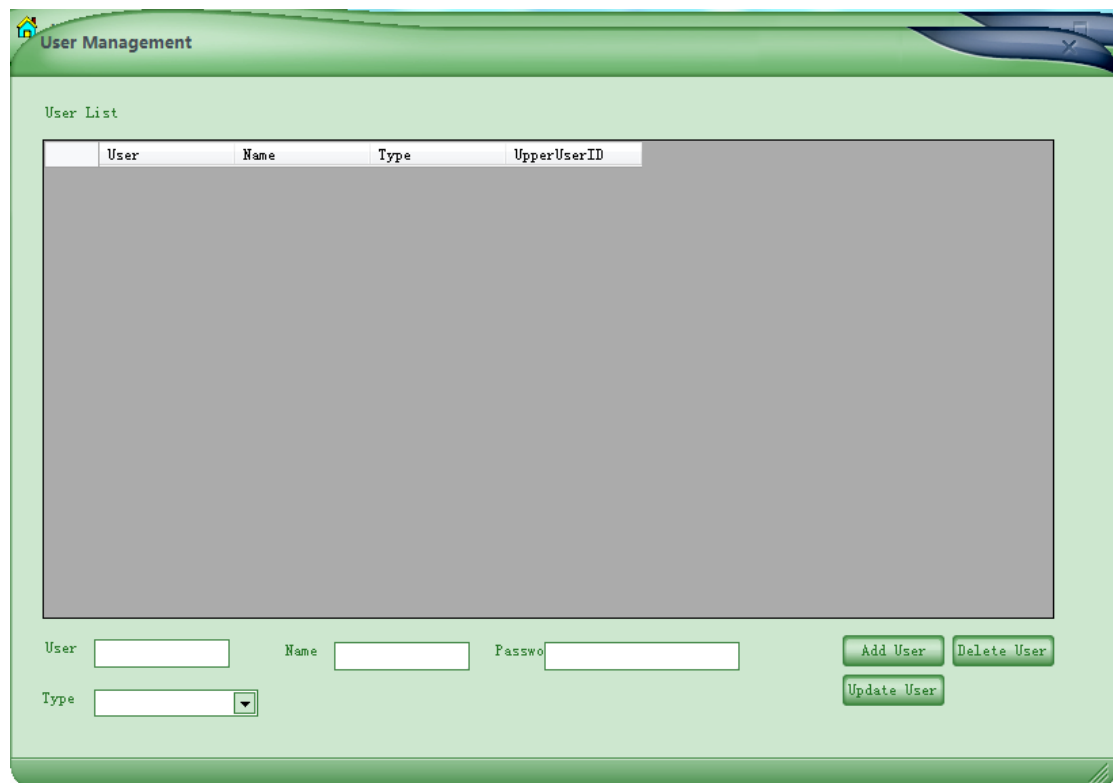 User Management
User List
User Name Type UpperUserID
User Name Passwo Add User Delete User
Type Update User